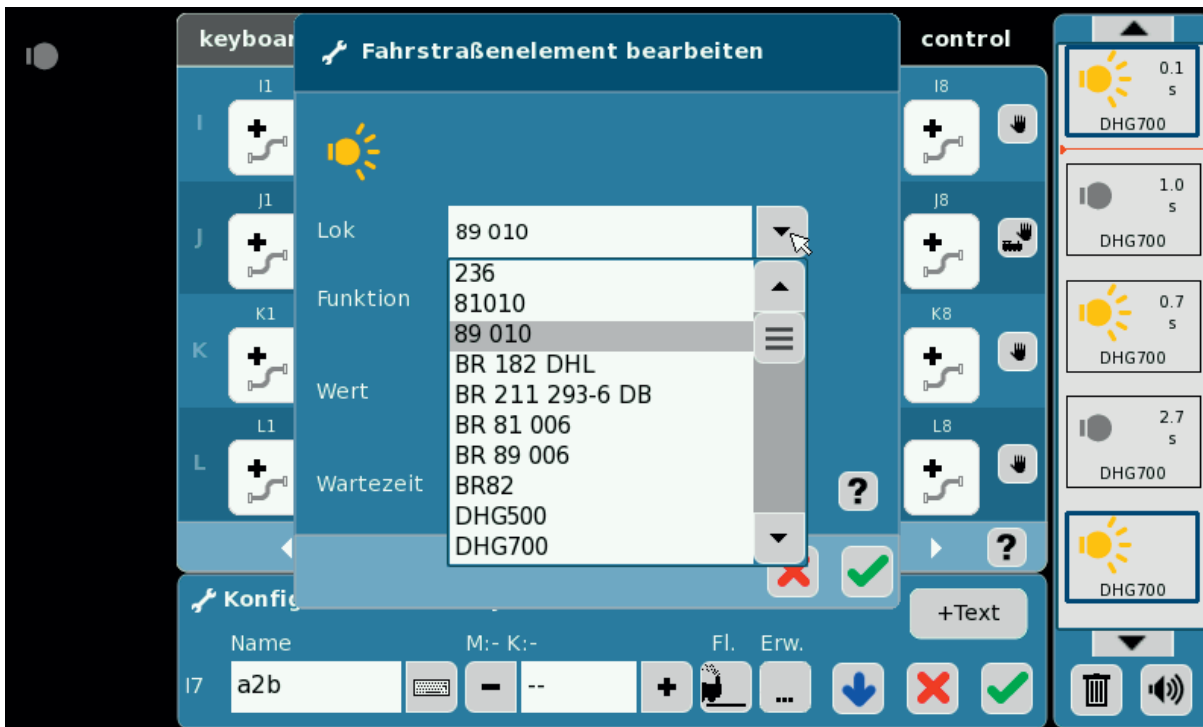 keyboar
control
Fahrstraßenelement bearbeiten
I1
I8
I
J1
J8
J
K1
K8
K
L1
L8
L
Lok
89 010
Funktion
Wert
Wartezeit
236
81010
89 010
BR 182 DHL
BR 211 293-6 DB
BR 81 006
BR 89 006
BR82
DHG500
DHG700
?
?
Konfig
+Text
Name
M:- K:-
Fl.
Erw.
I7
a2b
--
...
0.1
s
DHG700
1.0
s
DHG700
0.7
s
DHG700
2.7
s
DHG700
DHG700